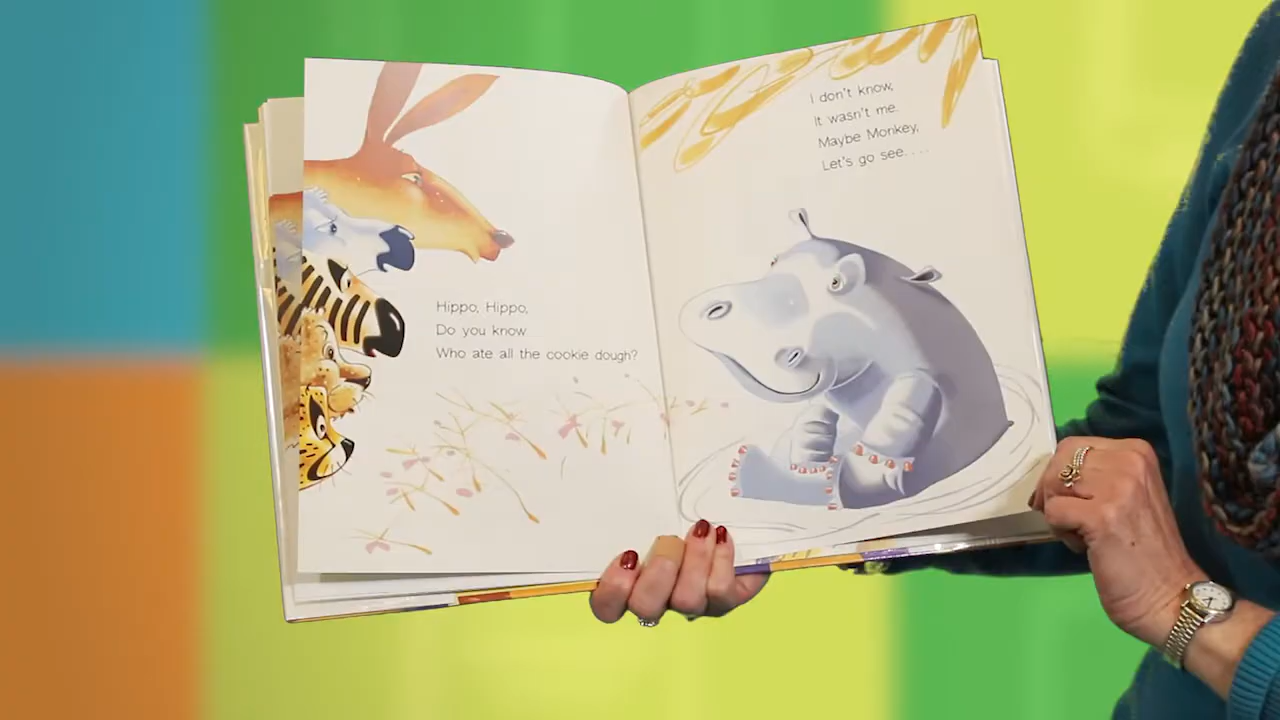 Hippo, Hippo,
Do you know
Who ate all the cookie dough?
I don't know,
It wasn't me.
Maybe Monkey,
Let's go see....